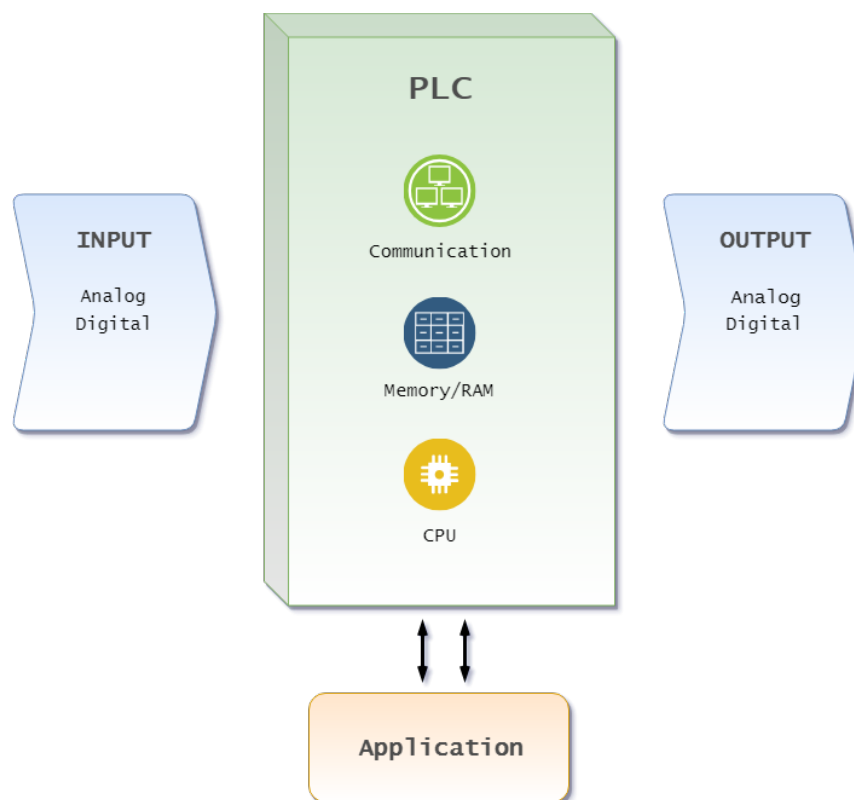 PLC
Communication
Memory/RAM
CPU
INPUT
Analog
Digital
OUTPUT
Analog
Digital
Application